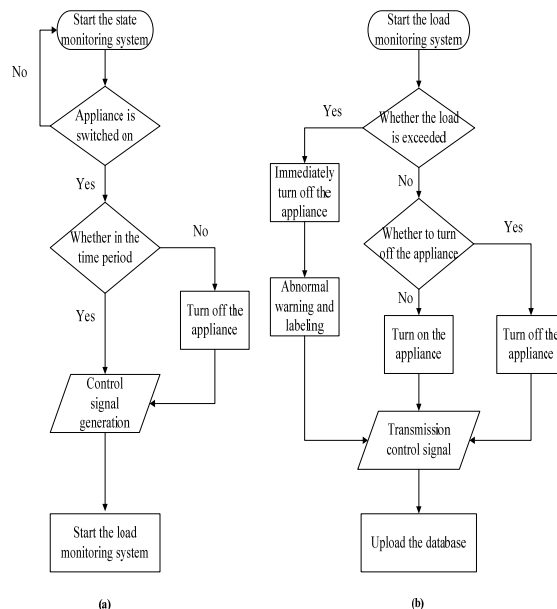 Start the state
monitoring system
No
Appliance is
switched on
Yes
Whether in the
time period
No
Yes
Turn off the
appliance
Control
signal
generation
Start the load
monitoring system
(a)
Start the load
monitoring system
Yes
Whether the load
is exceeded
Immediately
turn off the
appliance
No
Whether to turn
off the appliance
Yes
Abnormal
warning and
labeling
No
Turn on the
appliance
Turn off the
appliance
Transmission
control signal
Upload the database
(b)